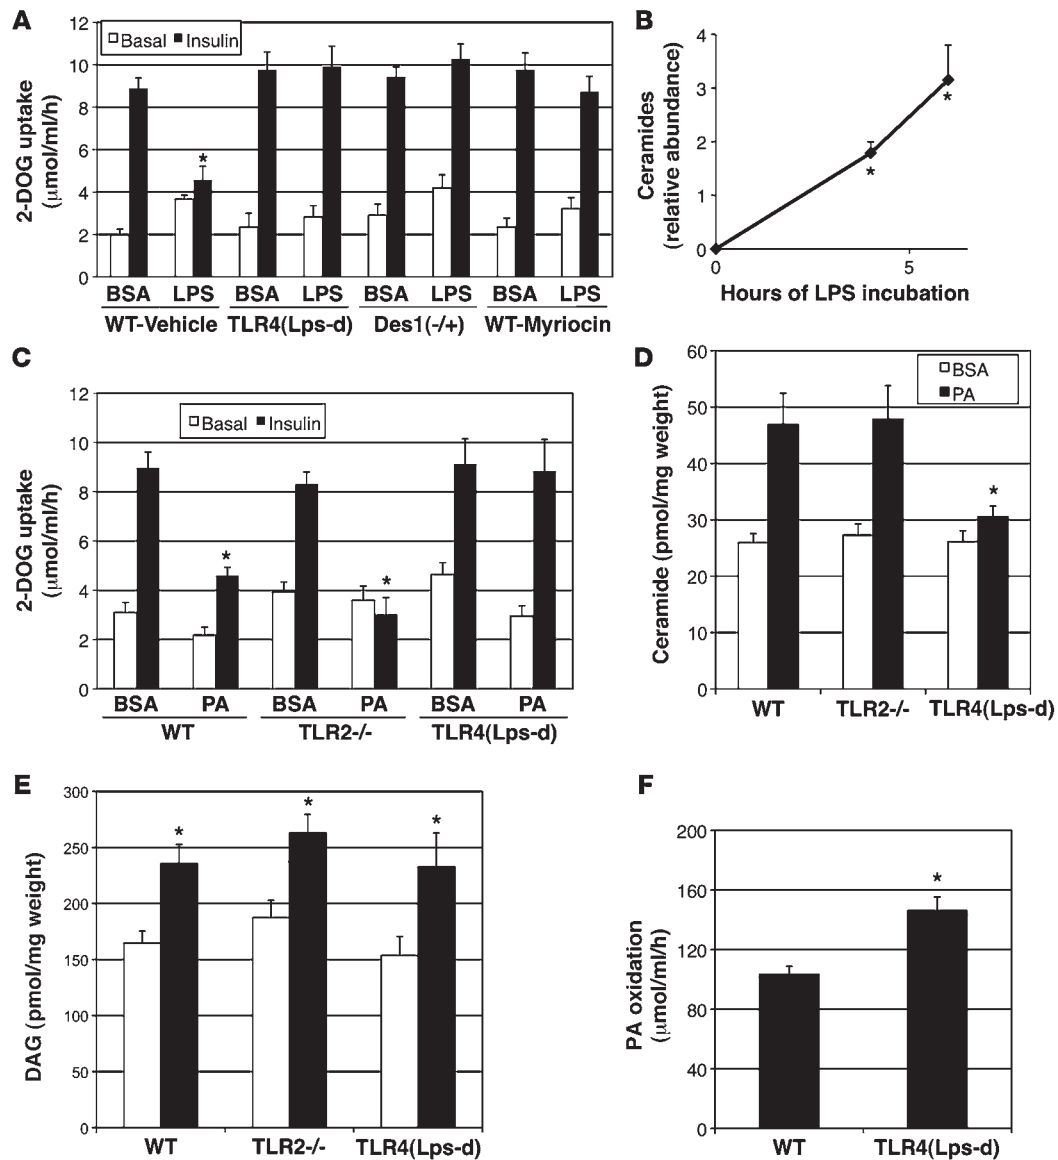 A
12
10
8
6
4
2
0
2-DOG uptake
(μmol/ml/h)
Basal Insulin
*
BSA LPS BSA LPS BSA LPS BSA LPS
WT-Vehicle TLR4(Lps-d) Des1(-/+) WT-Myriocin
B
4
3
2
1
0
Ceramides
(relative abundance)
*
*
0 5
Hours of LPS incubation
C
12
10
8
6
4
2
0
2-DOG uptake
(μmol/ml/h)
Basal Insulin
*
*
BSA PA BSA PA BSA PA
WT TLR2-/- TLR4(Lps-d)
D
60
50
40
30
20
10
0
Ceramide (pmol/mg weight)
BSA
PA
*
WT TLR2-/- TLR4(Lps-d)
E
300
250
200
150
100
50
0
DAG (pmol/mg weight)
*
*
*
WT TLR2-/- TLR4(Lps-d)
F
200
160
120
80
40
0
PA oxidation
(μmol/ml/h)
*
WT TLR4(Lps-d)